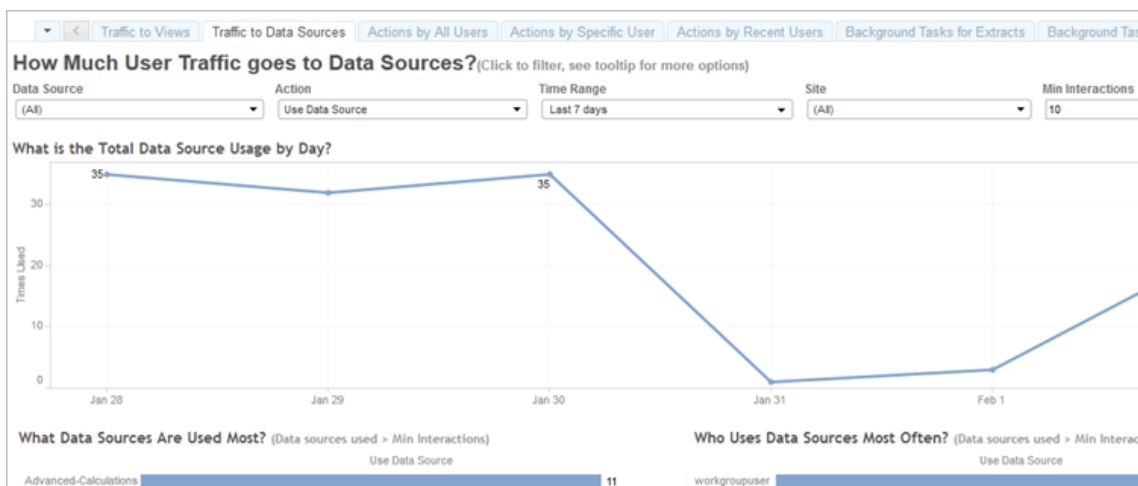 Traffic to Views Traffic to Data Sources Actions by All Users Actions by Specific User Actions by Recent Users Background Tasks for Extracts Background Tas
How Much User Traffic goes to Data Sources?(Click to filter, see tooltip for more options)
Data Source Action Time Range Site Min Interactions
(All) Use Data Source Last 7 days (All) 10
What is the Total Data Source Usage by Day?
35
35
30
20
10
0
Times Used
Jan 28 Jan 29 Jan 30 Jan 31 Feb 1
What Data Sources Are Used Most? (Data sources used > Min Interactions) Who Uses Data Sources Most Often? (Data sources used > Min Interac
Use Data Source Use Data Source
Advanced-Calculations 11 workgroupuser